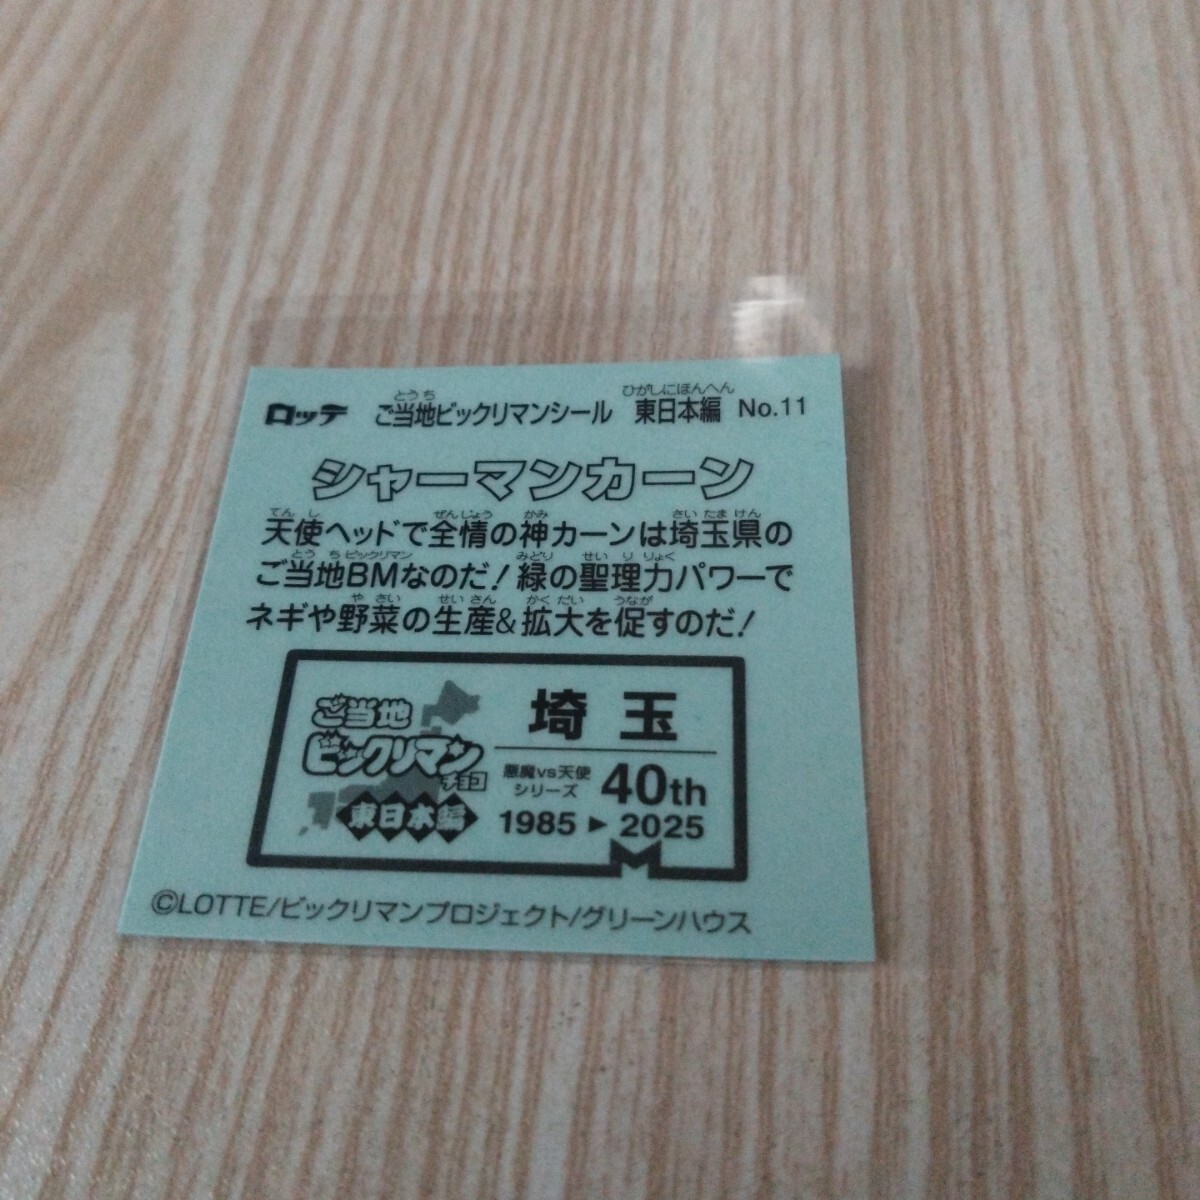 ロッテ ご当地ビックリマンシール 東日本編 No.11
とうち ひがしにほんへん
シャーマンカーン
てんし ぜんじょう かみ さいたまけん
天使ヘッドで全情の神カーンは埼玉県の
とうち ビックリマン みどり せいりりょく
ご当地BMなのだ!緑の聖理力パワーで
やさい せいさん かくだい うなが
ネギや野菜の生産&拡大を促すのだ!
ご当地
ビックリマン
チョコ
東日本編
埼玉
悪魔vs天使
シリーズ 40th
1985▶2025
©LOTTE/ビックリマンプロジェクト/グリーンハウス